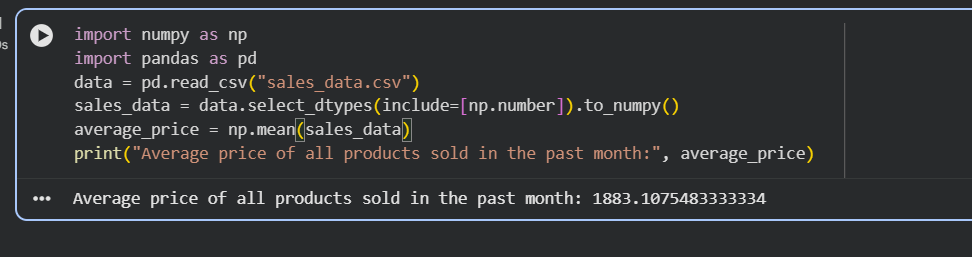 import numpy as np
import pandas as pd
data = pd.read_csv("sales_data.csv")
sales_data = data.select_dtypes(include=[np.number]).to_numpy()
average_price = np.mean(sales_data)
print("Average price of all products sold in the past month:", average_price)
Average price of all products sold in the past month: 1883.1075483333334